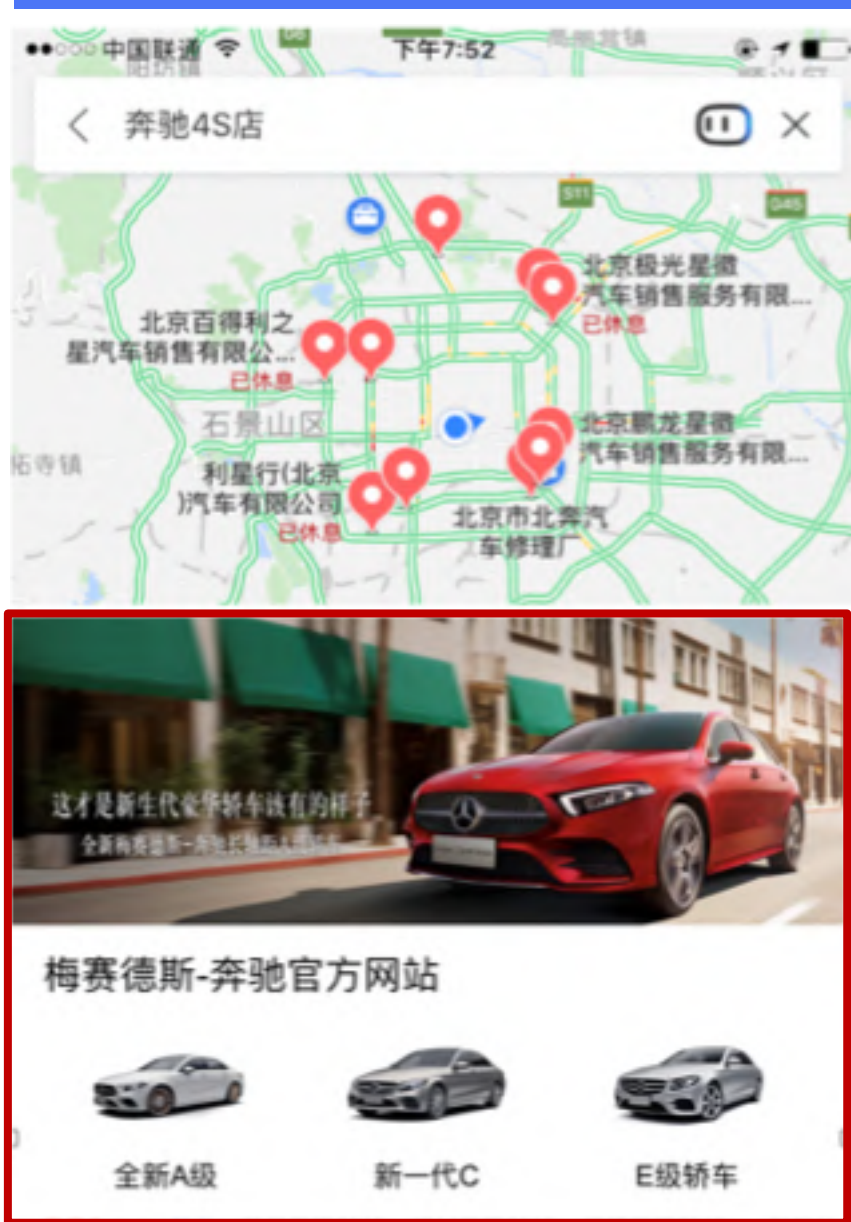 中国联通
下午7:52
奔驰4S店
S11
G45
北京极光星徽
汽车销售服务有限...
已休息
北京百得利之
星汽车销售有限公...
已休息
石景山区
北京鹏龙星徽
汽车销售服务有限...
利星行(北京
)汽车有限公司
已休息
北京市北奔汽
车修理厂
这才是新生代豪华轿车该有的样子
梅赛德斯-奔驰官方网站
全新A级
新一代C
E级轿车